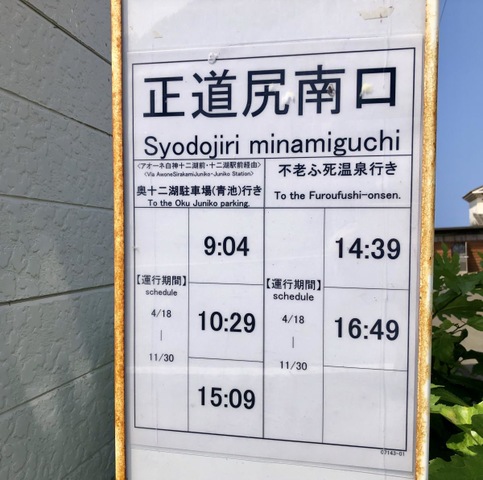 正道尻南口
Syodojiri minamiguchi
<アオーネ白神十二湖前・十二湖駅前経由>
<Via AwoneSirakamiJuniko-Juniko Station>
奥十二湖駐車場(青池)行き
To the Oku Juniko parking.
不老ふ死温泉行き
To the Furoufushi-onsen.
【運行期間】
schedule
4/18
|
11/30
9:04
10:29
15:09
【運行期間】
schedule
4/18
|
11/30
14:39
16:49
07143-01